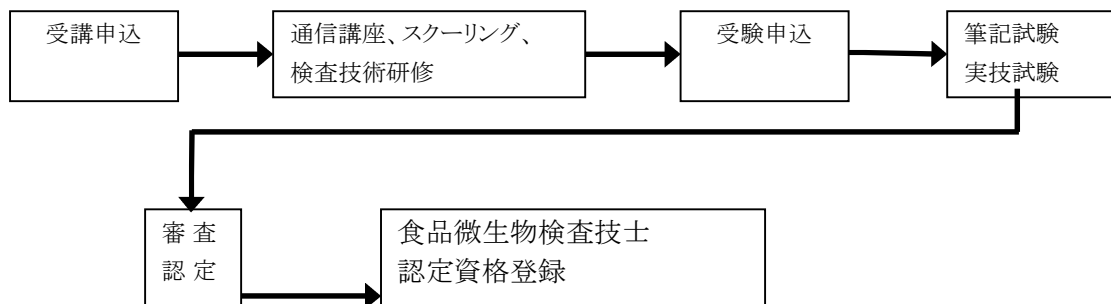 受講申込
通信講座、スクーリング、
検査技術研修
受験申込
筆記試験
実技試験
審 査
認 定
食品微生物検査技士
認定資格登録